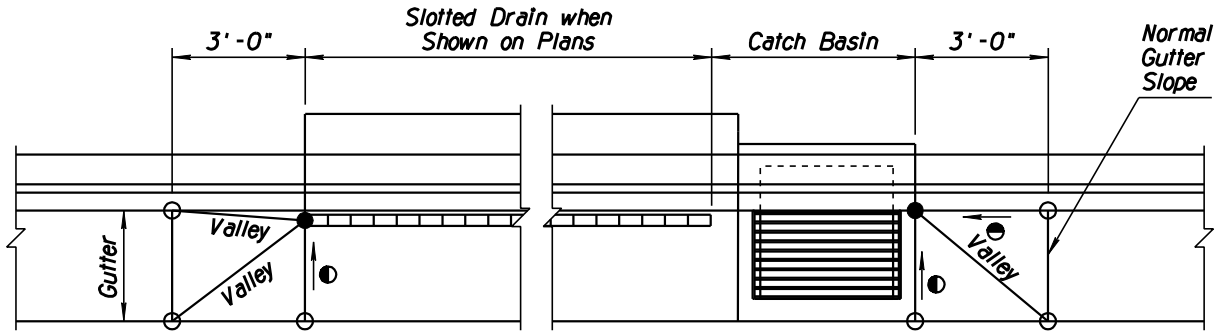 Slotted Drain when
Shown on Plans
3'-0"
Catch Basin
3'-0"
Normal
Gutter
Slope
Valley
Valley
Gutter
Valley